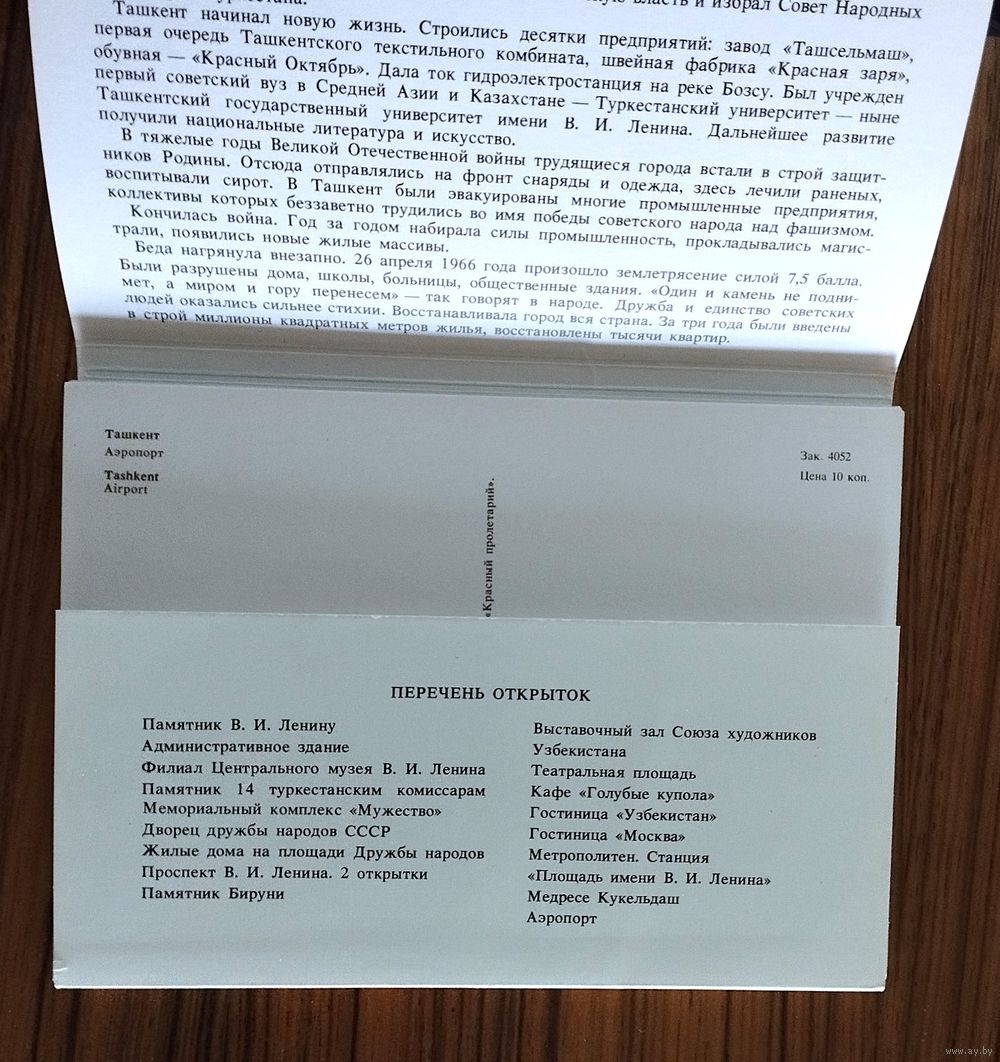 власть и избрал Совет Народных
Ташкент начинал новую жизнь. Строились десятки предприятий: завод «Ташсельмаш»,
первая очередь Ташкентского текстильного комбината, швейная фабрика «Красная заря»,
обувная — «Красный Октябрь». Дала ток гидроэлектростанция на реке Бозсу. Был учрежден
первый советский вуз в Средней Азии и Казахстане — Туркестанский университет — ныне
Ташкентский государственный университет имени В. И. Ленина. Дальнейшее развитие
получили национальные литература и искусство.
В тяжелые годы Великой Отечественной войны трудящиеся города встали в строй защит-
ников Родины. Отсюда отправлялись на фронт снаряды и одежда, здесь лечили раненых,
воспитывали сирот. В Ташкент были эвакуированы многие промышленные предприятия,
коллективы которых беззаветно трудились во имя победы советского народа над фашизмом.
Кончилась война. Год за годом набирала силы промышленность, прокладывались магис-
трали, появились новые жилые массивы.
Беда нагрянула внезапно. 26 апреля 1966 года произошло землетрясение силой 7,5 балла.
Были разрушены дома, школы, больницы, общественные здания. «Один и камень не подни-
мет, а миром и гору перенесем» — так говорят в народе. Дружба и единство советских
людей оказались сильнее стихии. Восстанавливала город вся страна. За три года были введены
в строй миллионы квадратных метров жилья, восстановлены тысячи квартир.
Ташкент
Аэропорт
Tashkent
Airport
Зак. 4052
Цена 10 коп.
«Красный пролетарий».
ПЕРЕЧЕНЬ ОТКРЫТОК
Памятник В. И. Ленину
Административное здание
Филиал Центрального музея В. И. Ленина
Памятник 14 туркестанским комиссарам
Мемориальный комплекс «Мужество»
Дворец дружбы народов СССР
Жилые дома на площади Дружбы народов
Проспект В. И. Ленина. 2 открытки
Памятник Бируни
Выставочный зал Союза художников
Узбекистана
Театральная площадь
Кафе «Голубые купола»
Гостиница «Узбекистан»
Гостиница «Москва»
Метрополитен. Станция
«Площадь имени В. И. Ленина»
Медресе Кукельдаш
Аэропорт
www.ay.by